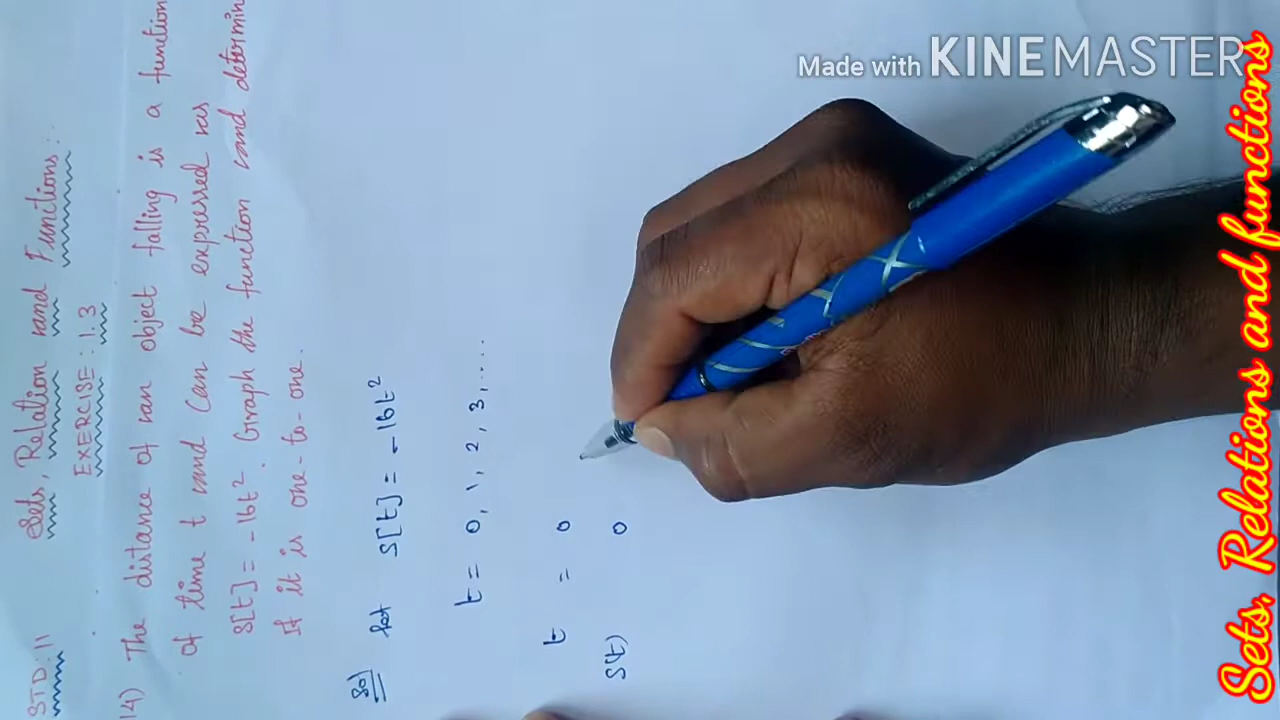 STD: 11 Sets, Relation and Functions:
EXERCISE: 1.3
14) The distance of an object falling is a function
of time t and can be expressed as
S[t] = -16t². Graph the function and determin
If it is one-to-one.
Sol Let S[t] = -16t²
t = 0, 1, 2, 3, ....
t = 0
S(t) 0
Made with KINEMASTER
Sets, Relations and functions